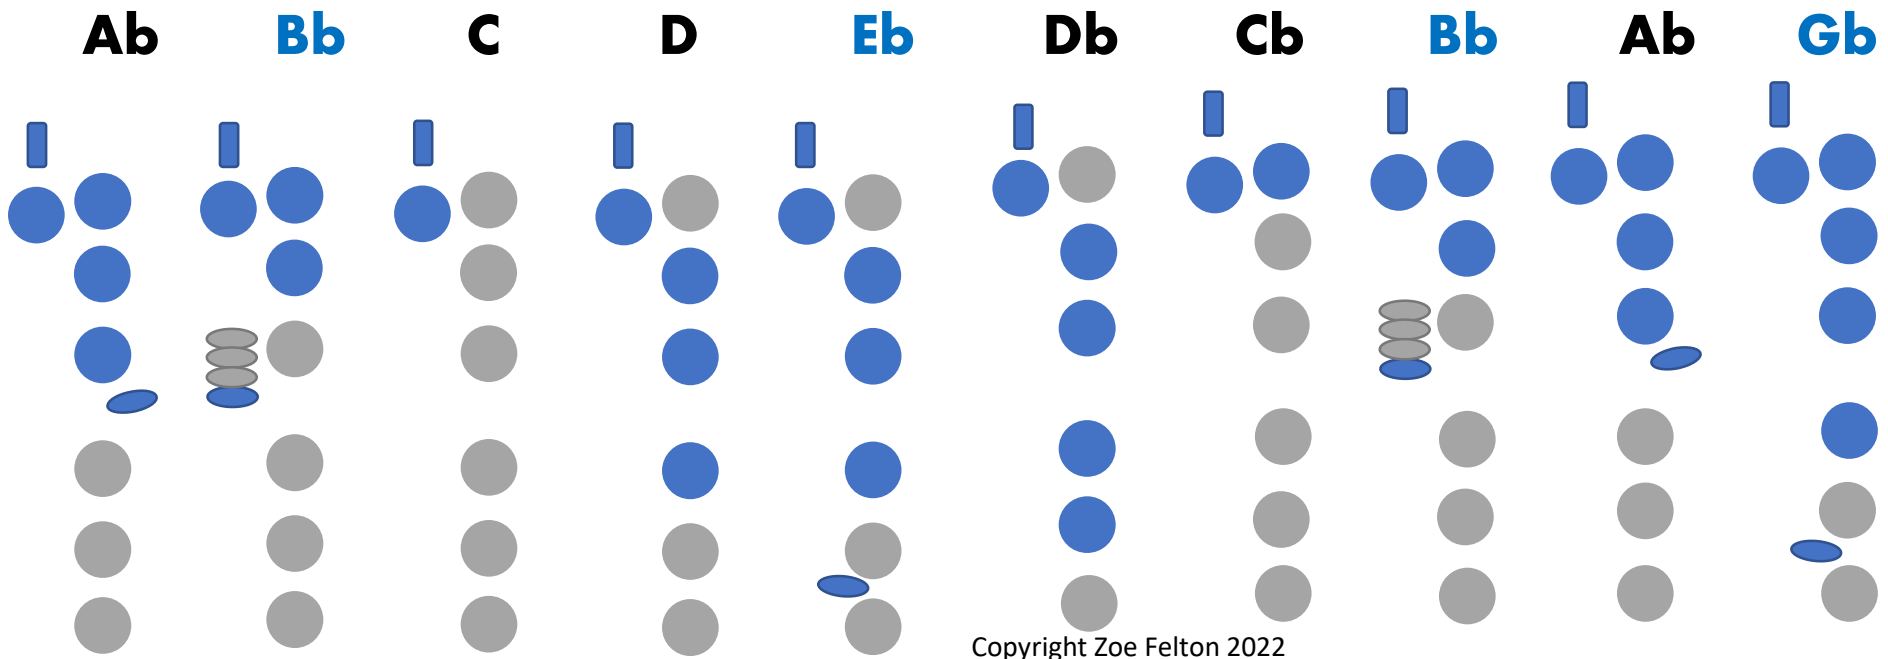 Ab Bb C D Eb Db Cb Bb Ab Gb
Copyright Zoe Felton 2022